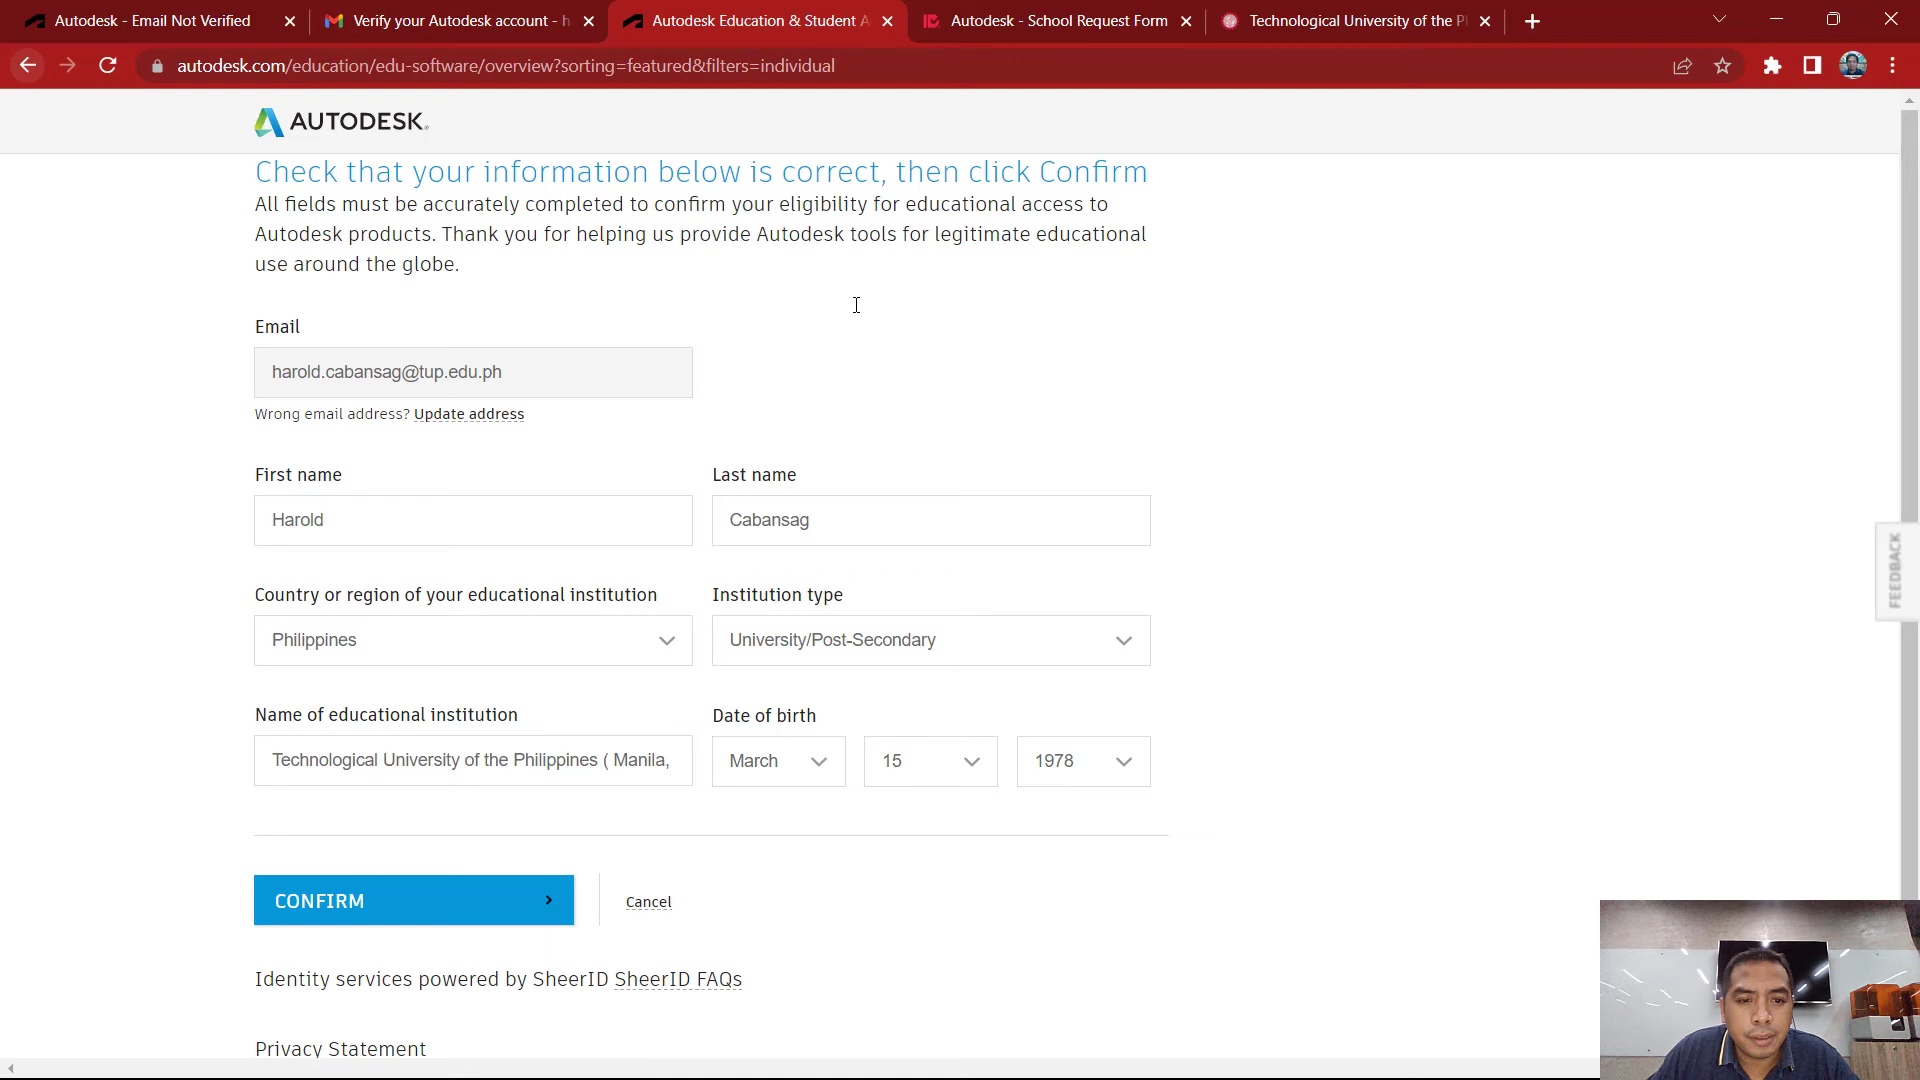 Autodesk - Email Not Verified
Verify your Autodesk account - h
Autodesk Education & Student A
Autodesk - School Request Form
Technological University of the P
autodesk.com/education/edu-software/overview?sorting=featured&filters=individual
AUTODESK
Check that your information below is correct, then click Confirm
All fields must be accurately completed to confirm your eligibility for educational access to
Autodesk products. Thank you for helping us provide Autodesk tools for legitimate educational
use around the globe.
Email
harold.cabansag@tup.edu.ph
Wrong email address? Update address
First name
Last name
Harold
Cabansag
Country or region of your educational institution
Institution type
Philippines
University/Post-Secondary
Name of educational institution
Date of birth
Technological University of the Philippines ( Manila,
March
15
1978
CONFIRM
Cancel
Identity services powered by SheerID SheerID FAQs
Privacy Statement
FEEDBACK